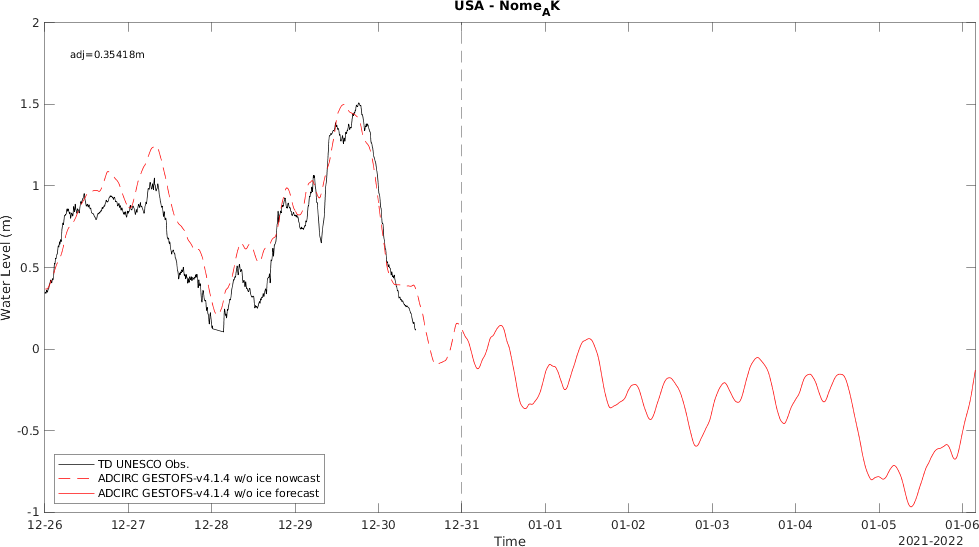 USA - Nome_AK
adj=0.35418m
2
1.5
1
0.5
0
-0.5
-1
Water Level (m)
TD UNESCO Obs.
ADCIRC GESTOFS-v4.1.4 w/o ice nowcast
ADCIRC GESTOFS-v4.1.4 w/o ice forecast
12-26 12-27 12-28 12-29 12-30 12-31 01-01 01-02 01-03 01-04 01-05 01-06
Time
2021-2022